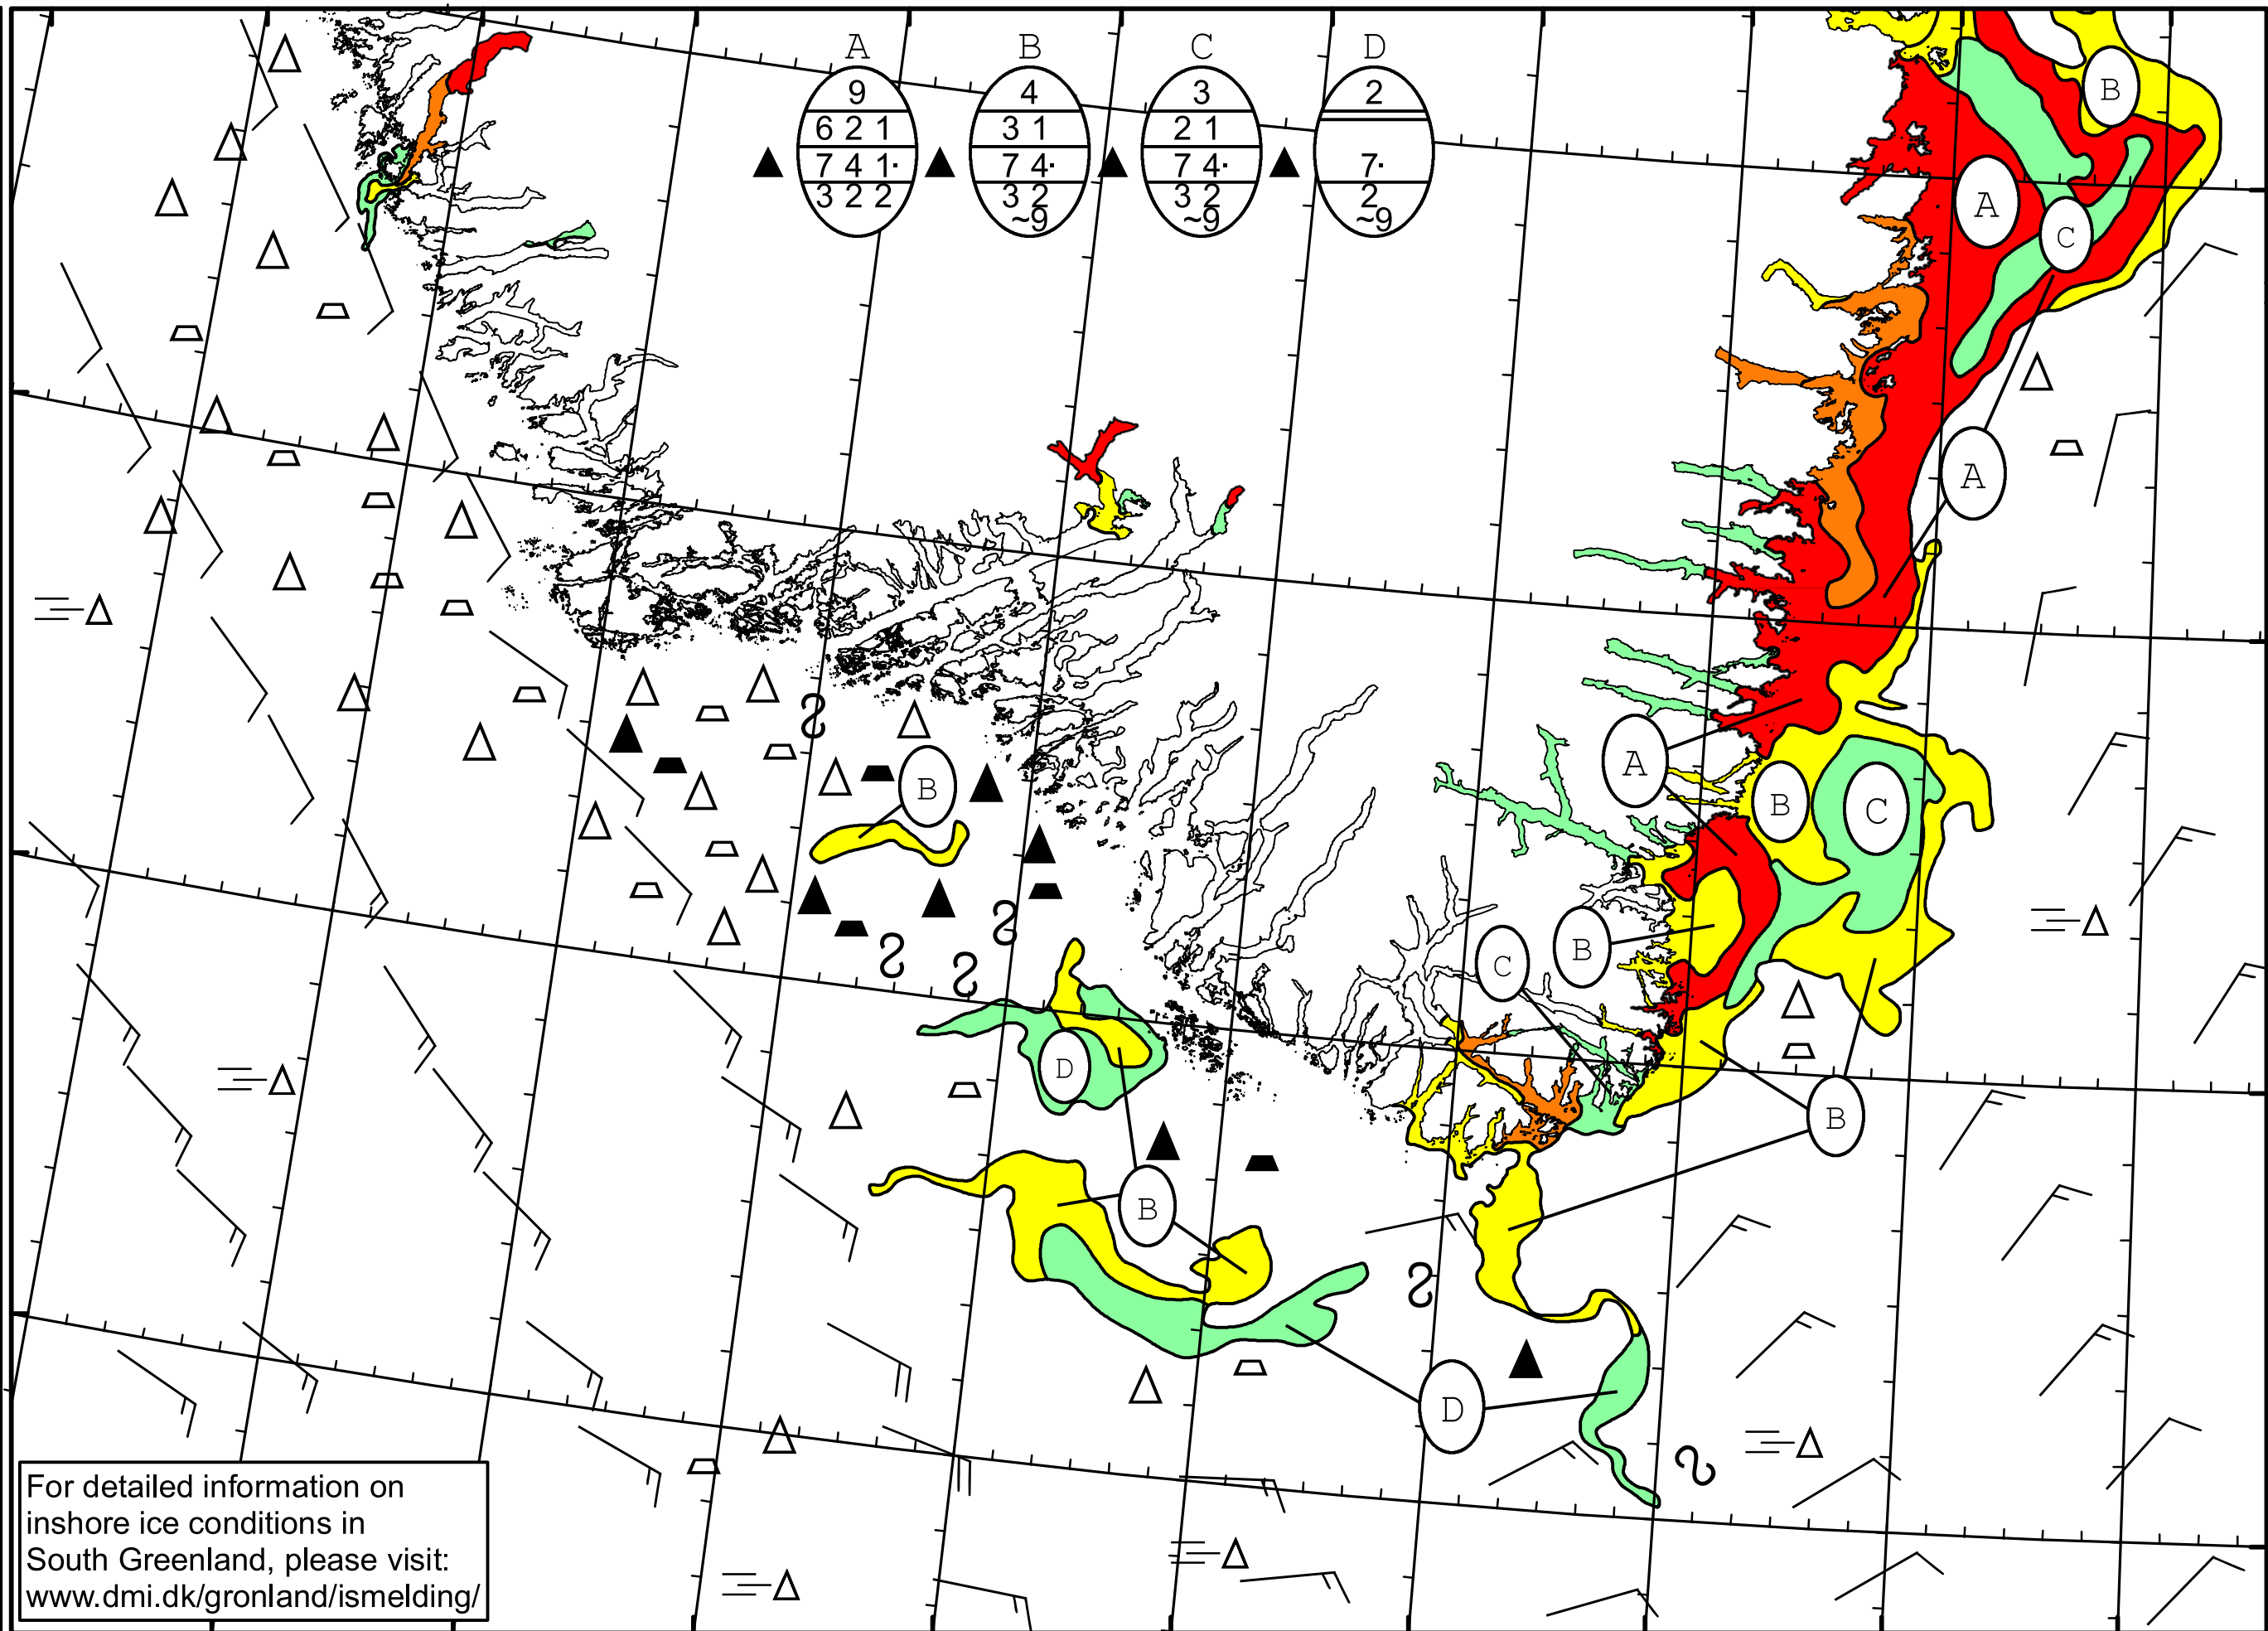 A B C D
9 4 3 2
6 2 1 3 1 2 1
7 4 1· 7 4· 7 4· 7·
3 2 2 3 2 3 2 2
~9 ~9 ~9
B
A
C
A
A
B
B
C
B
C
D
B
B
D
For detailed information on
inshore ice conditions in
South Greenland, please visit:
www.dmi.dk/gronland/ismelding/